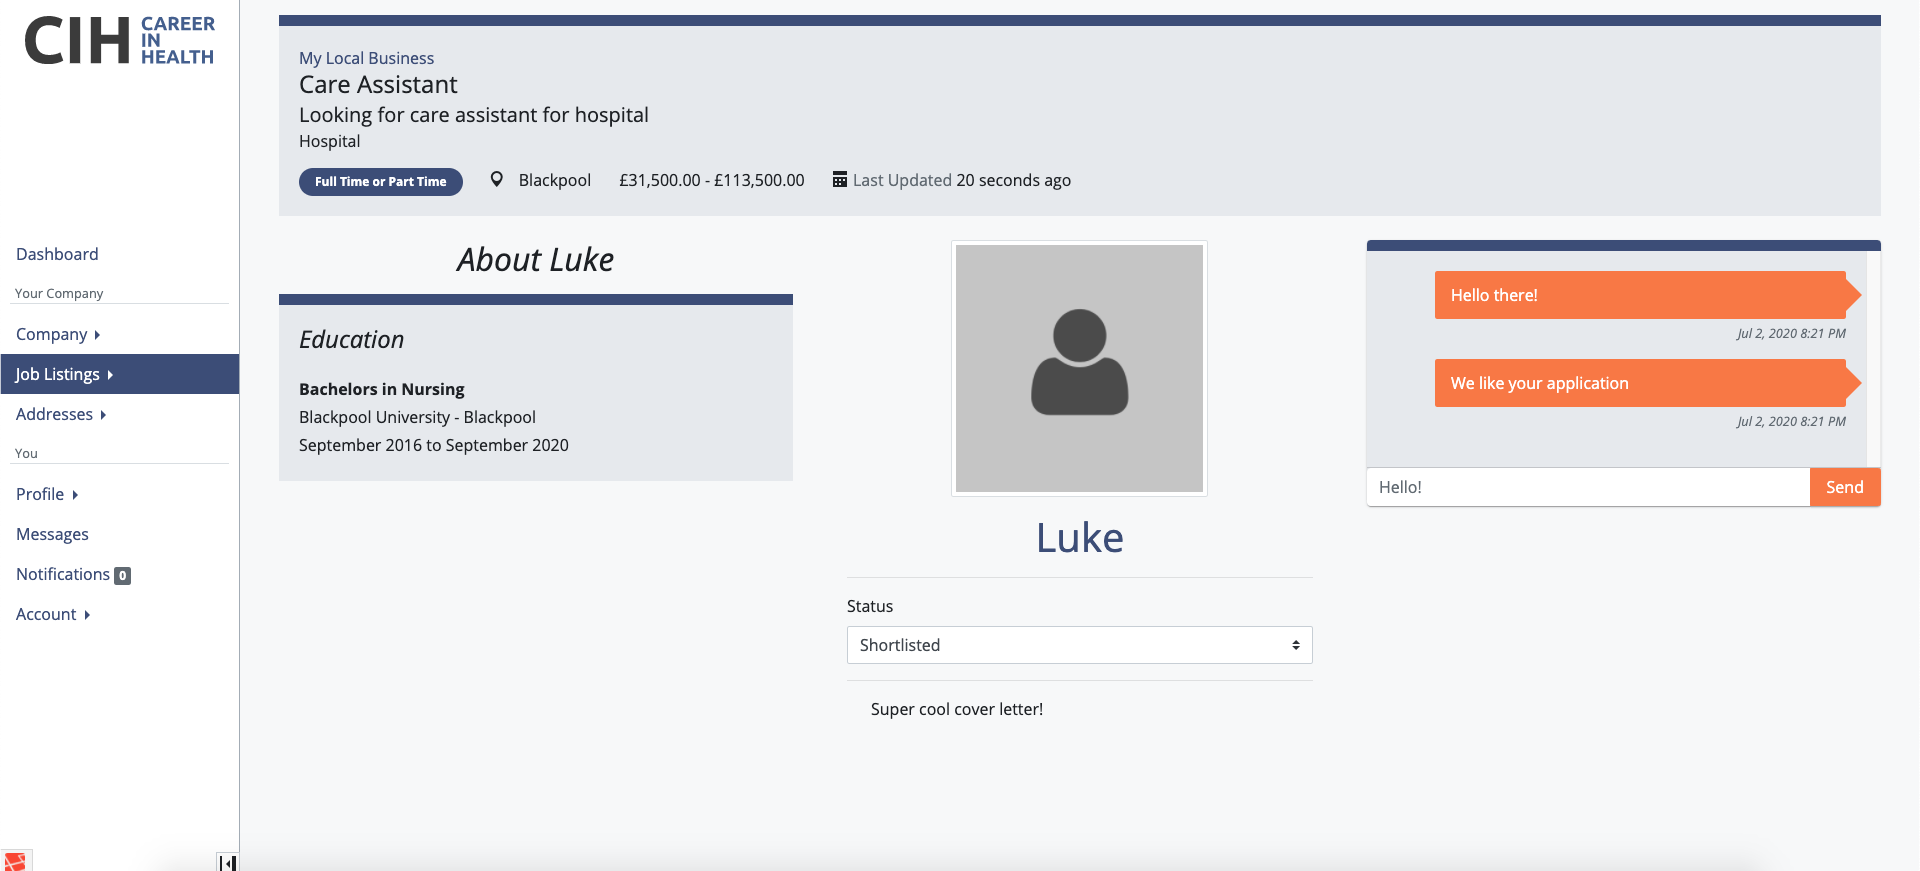 CIH CAREER
IN
HEALTH
Dashboard
Your Company
Company
Job Listings
Addresses
You
Profile
Messages
Notifications 0
Account
My Local Business
Care Assistant
Looking for care assistant for hospital
Hospital
Full Time or Part Time Blackpool £31,500.00 - £113,500.00 Last Updated 20 seconds ago
About Luke
Education
Bachelors in Nursing
Blackpool University - Blackpool
September 2016 to September 2020
Luke
Status
Shortlisted
Super cool cover letter!
Hello there!
Jul 2, 2020 8:21 PM
We like your application
Jul 2, 2020 8:21 PM
Hello! Send